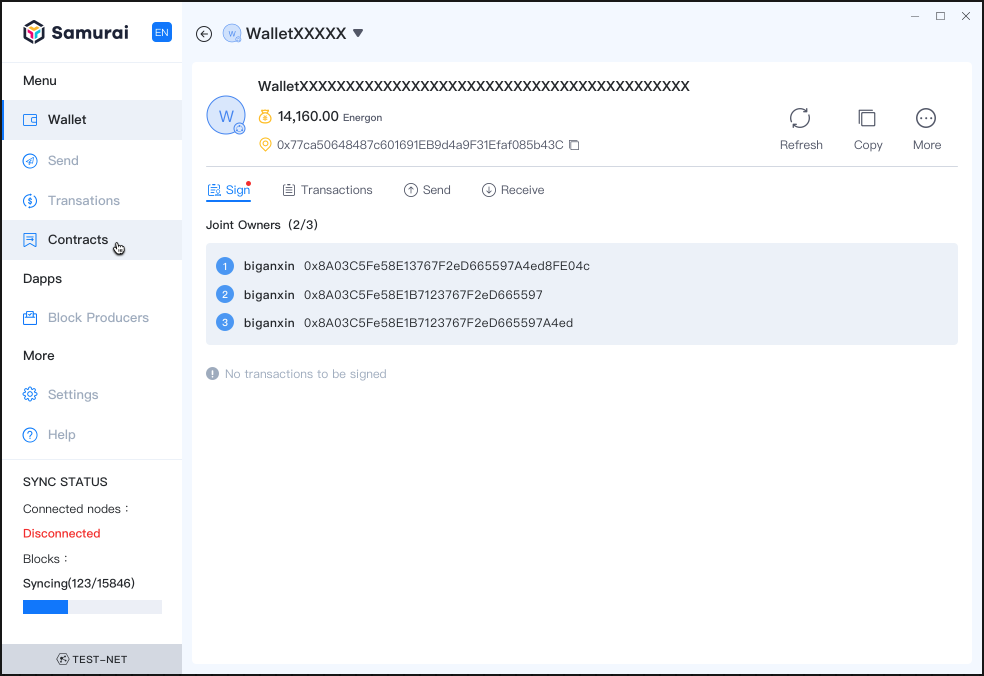 Samurai
EN
Menu
Wallet
Send
Transations
Contracts
Dapps
Block Producers
More
Settings
Help
SYNC STATUS
Connected nodes :
Disconnected
Blocks :
Syncing(123/15846)
TEST-NET
W WalletXXXXX
WalletXXXXXXXXXXXXXXXXXXXXXXXXXXXXXXXXXXXXXXXXXX
W
14,160.00 Energon
0x77ca50648487c601691EB9d4a9F31Efaf085b43C
Refresh Copy More
Sign Transactions Send Receive
Joint Owners (2/3)
1 biganxin 0x8A03C5Fe58E13767F2eD665597A4ed8FE04c
2 biganxin 0x8A03C5Fe58E1B7123767F2eD665597
3 biganxin 0x8A03C5Fe58E1B7123767F2eD665597A4ed
No transactions to be signed